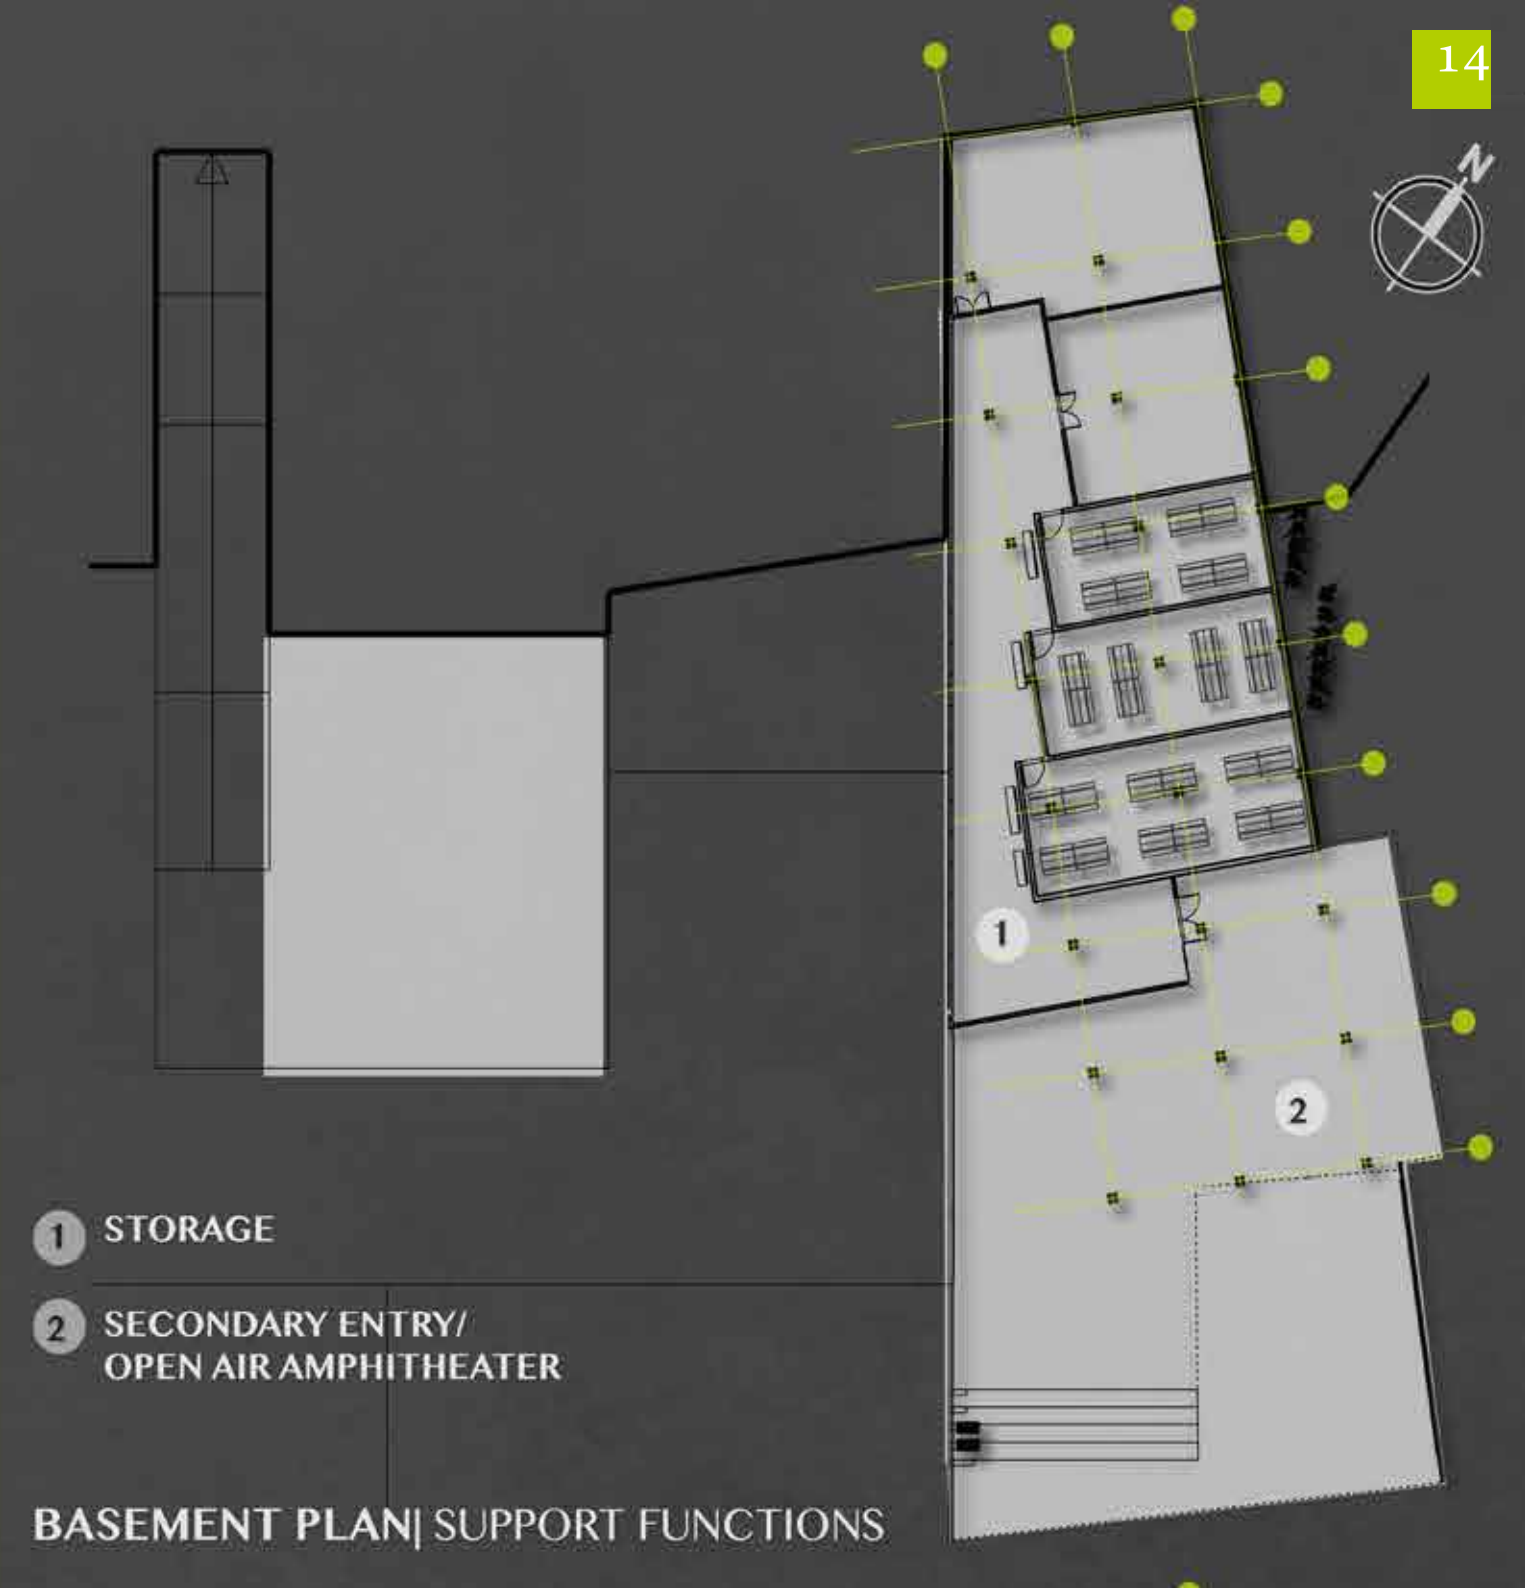 14
N
1
2
1 STORAGE
2 SECONDARY ENTRY/
OPEN AIR AMPHITHEATER
BASEMENT PLAN| SUPPORT FUNCTIONS